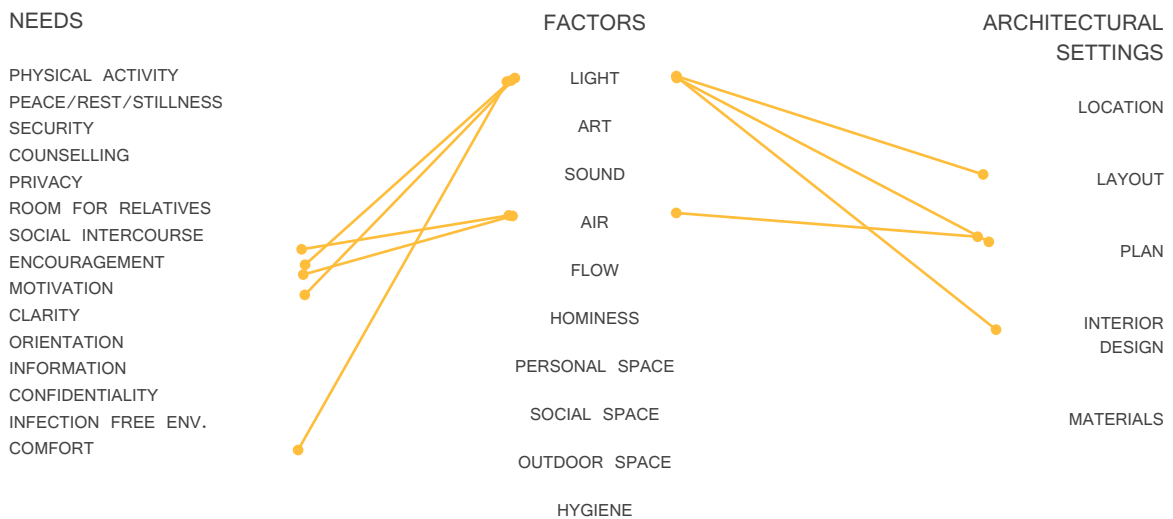 NEEDS
PHYSICAL ACTIVITY
PEACE/REST/STILLNESS
SECURITY
COUNSELLING
PRIVACY
ROOM FOR RELATIVES
SOCIAL INTERCOURSE
ENCOURAGEMENT
MOTIVATION
CLARITY
ORIENTATION
INFORMATION
CONFIDENTIALITY
INFECTION FREE ENV.
COMFORT
FACTORS
LIGHT
ART
SOUND
AIR
FLOW
HOMINESS
PERSONAL SPACE
SOCIAL SPACE
OUTDOOR SPACE
HYGIENE
ARCHITECTURAL
SETTINGS
LOCATION
LAYOUT
PLAN
INTERIOR
DESIGN
MATERIALS